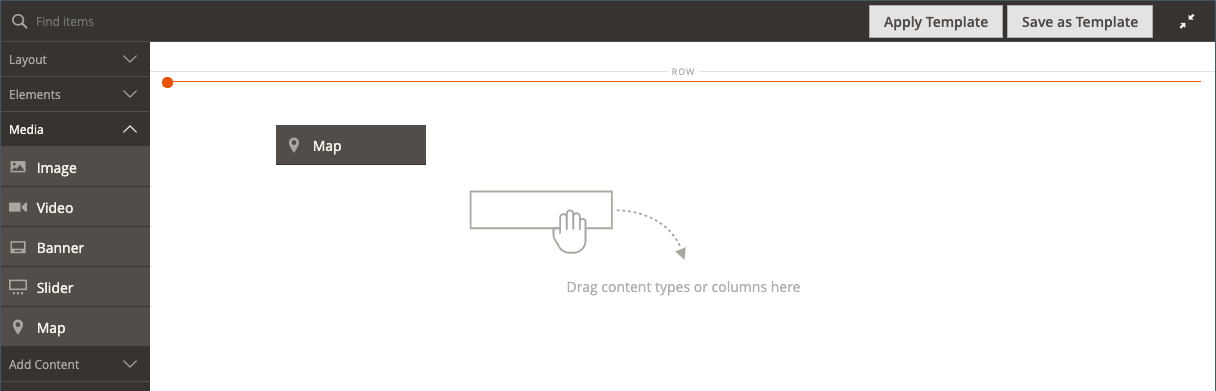 Find items
Apply Template
Save as Template
Layout
Elements
Media
Image
Video
Banner
Slider
Map
Add Content
ROW
Map
Drag content types or columns here